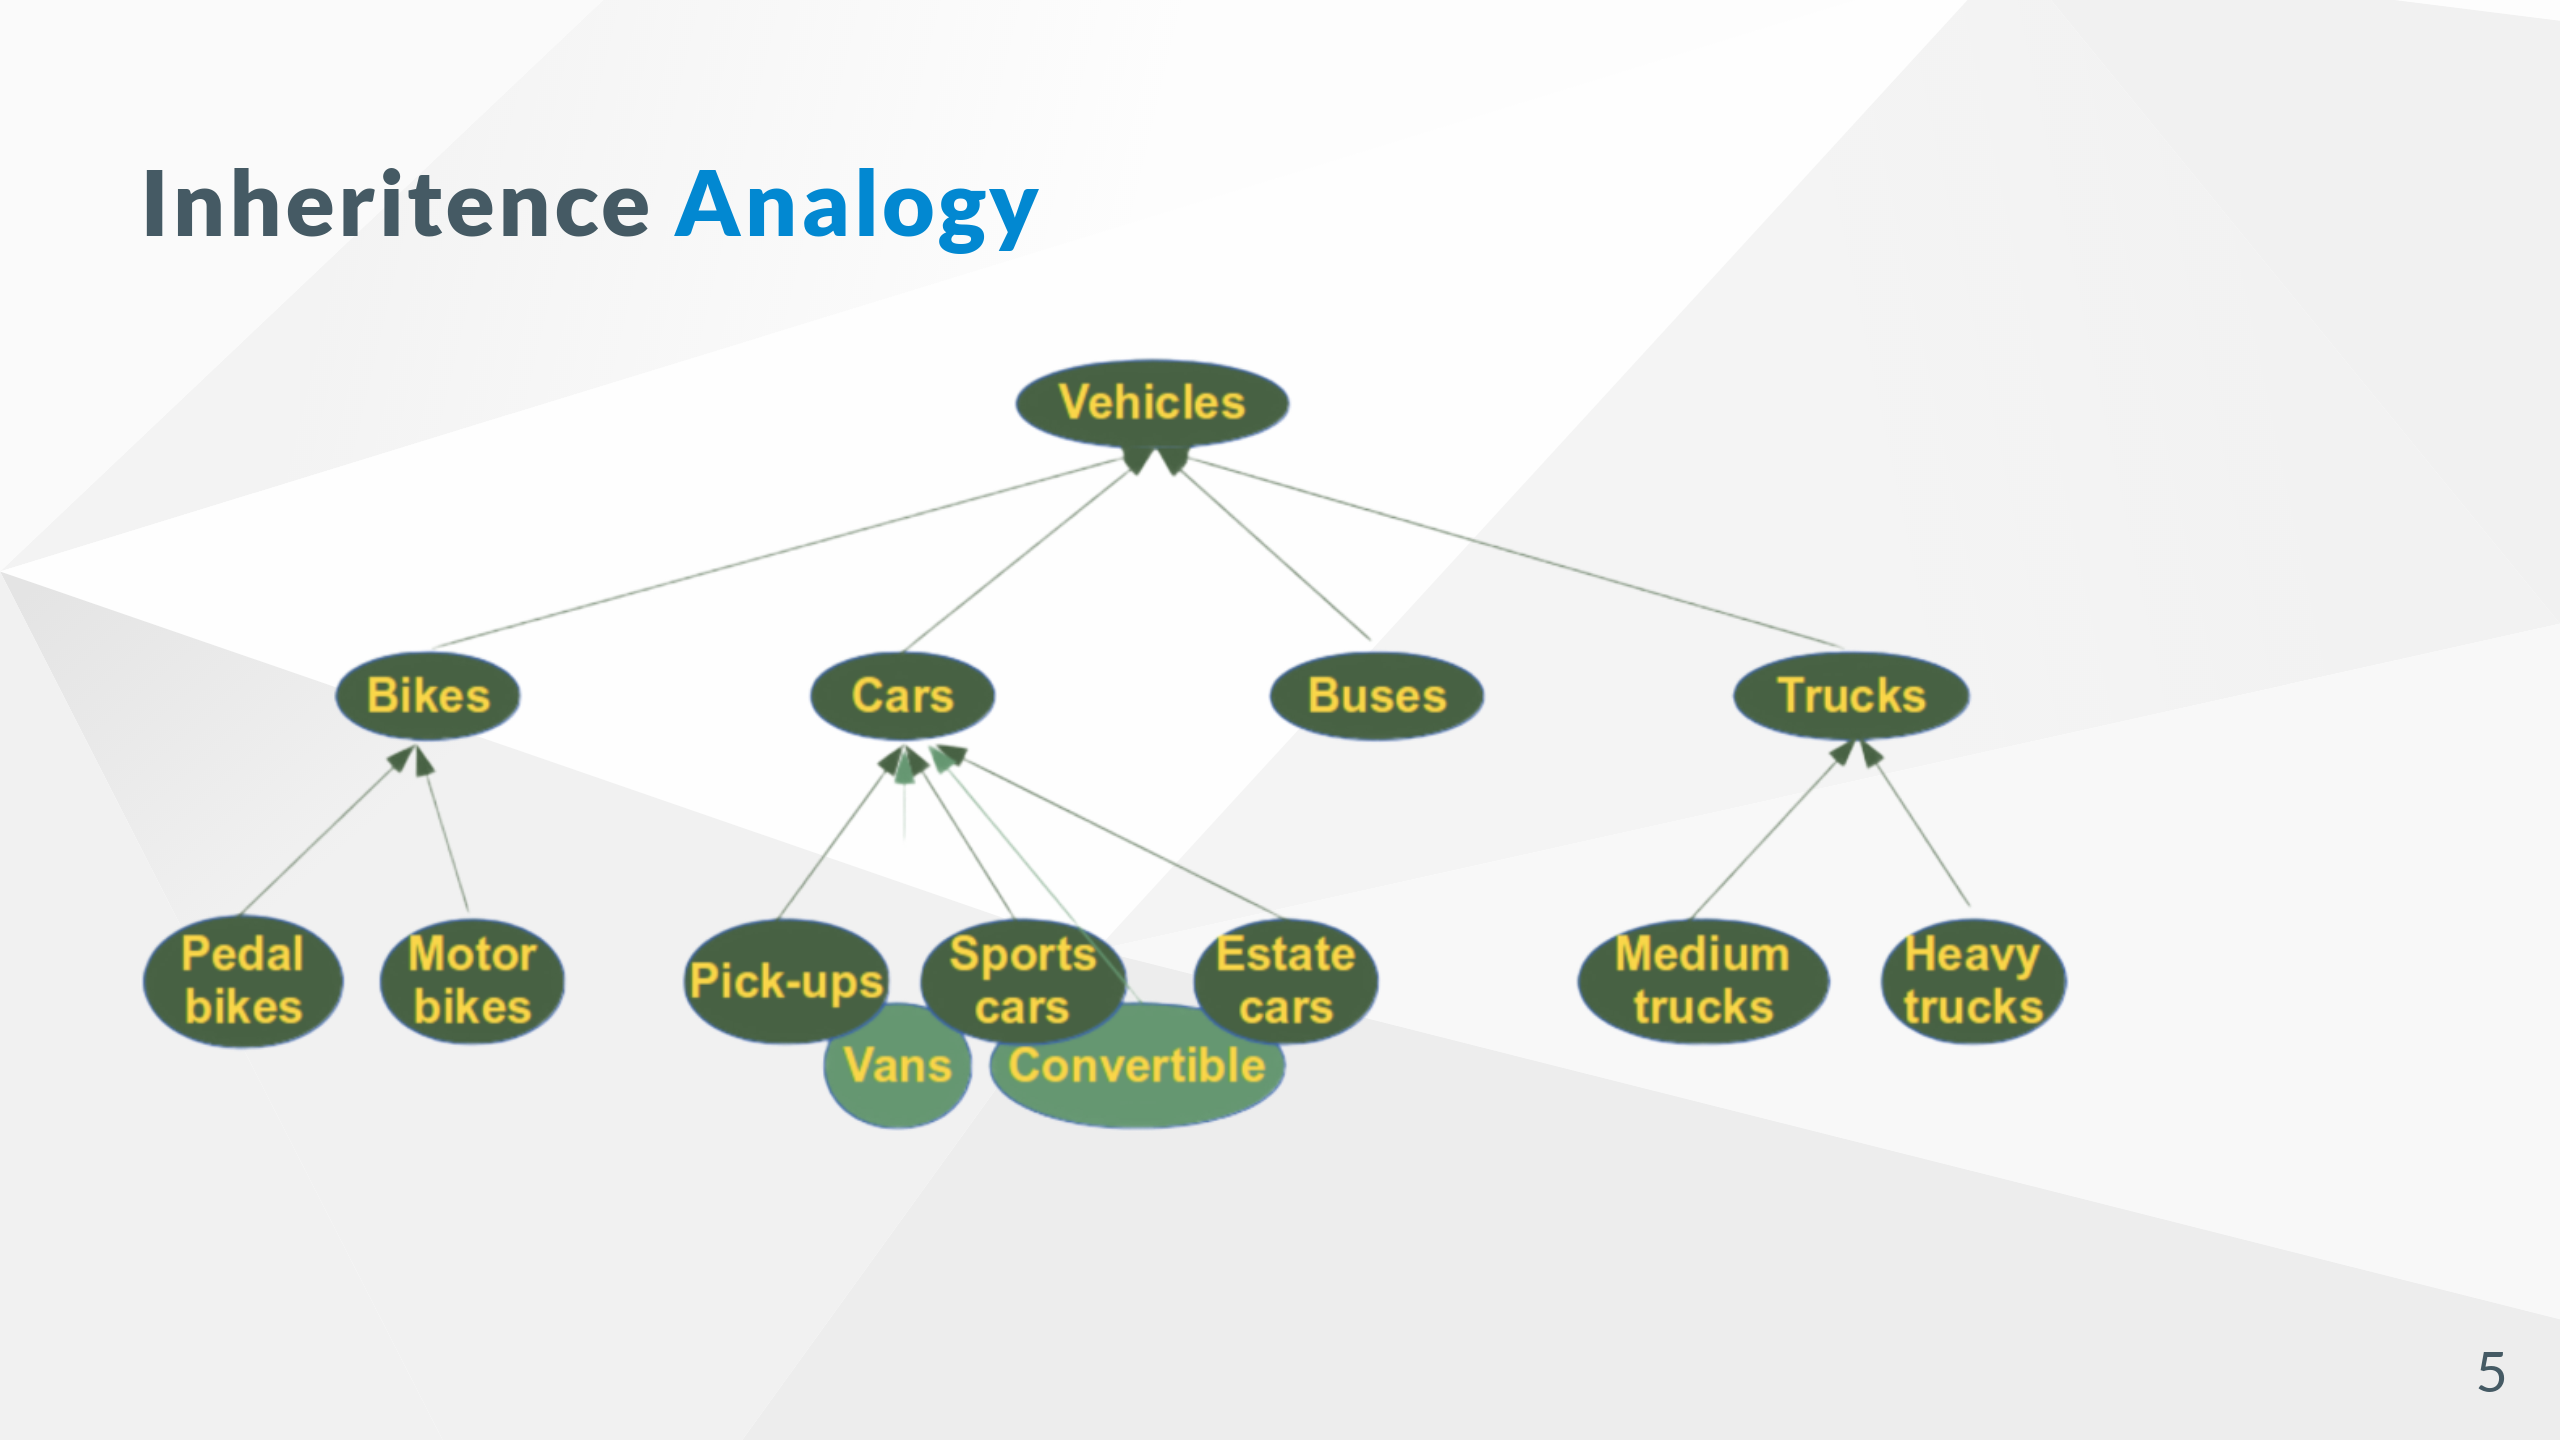 Inheritence Analogy
Vehicles
Bikes
Cars
Buses
Trucks
Pedal
bikes
Motor
bikes
Pick-ups
Sports
cars
Estate
cars
Medium
trucks
Heavy
trucks
Vans
Convertible
5